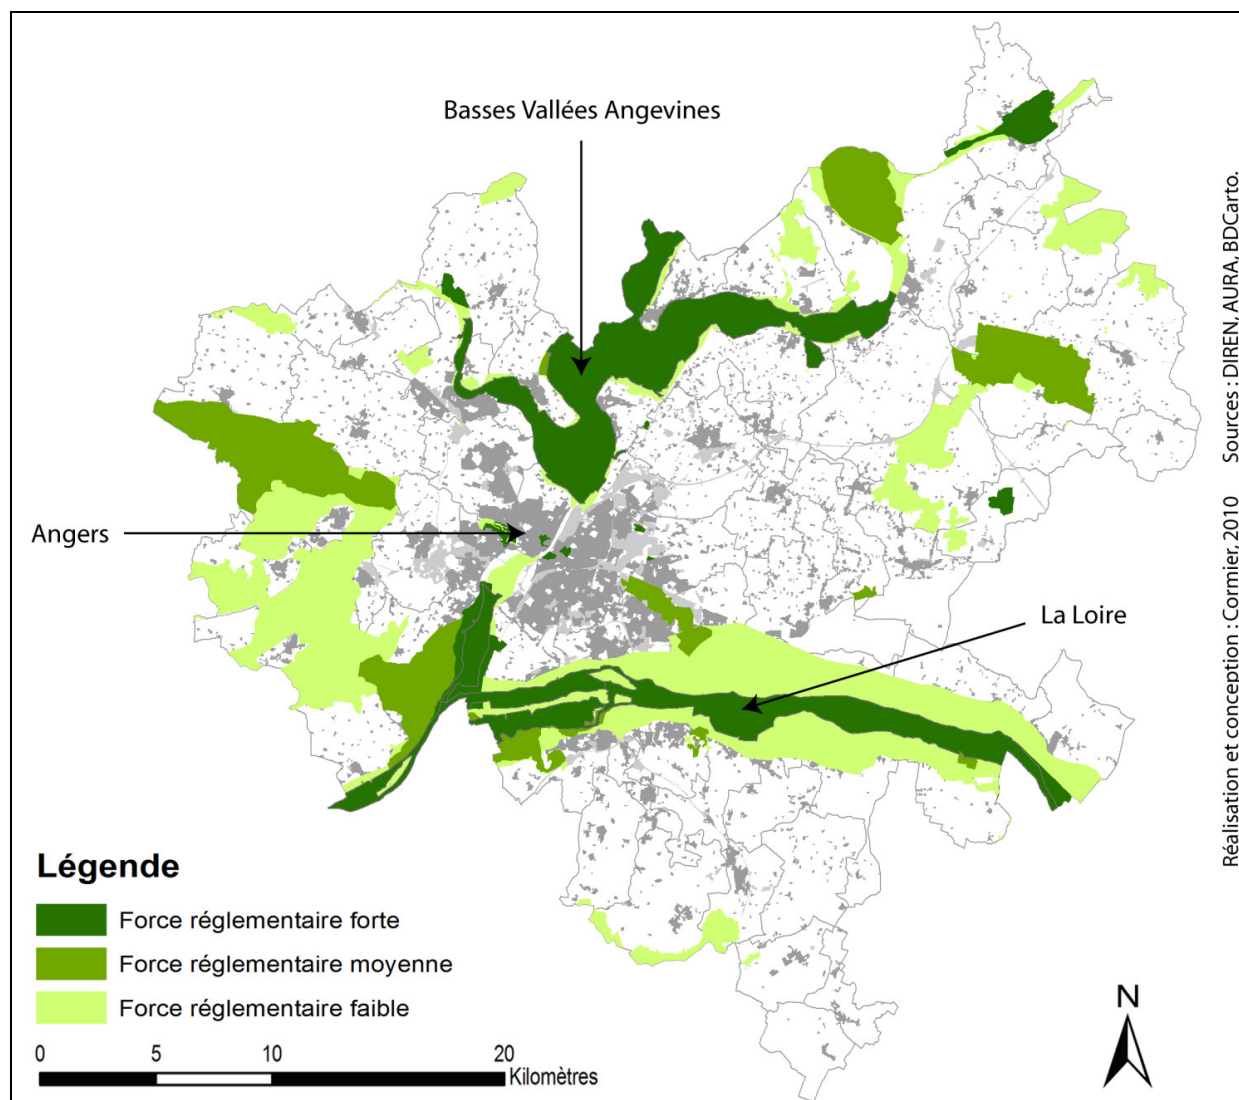 Basses Vallées Angevines
Angers
La Loire
Légende
Force réglementaire forte
Force réglementaire moyenne
Force réglementaire faible
0 5 10 20
Kilomètres
N
Réalisation et conception : Cormier, 2010 Sources : DIREN, AURA, BDCarto.